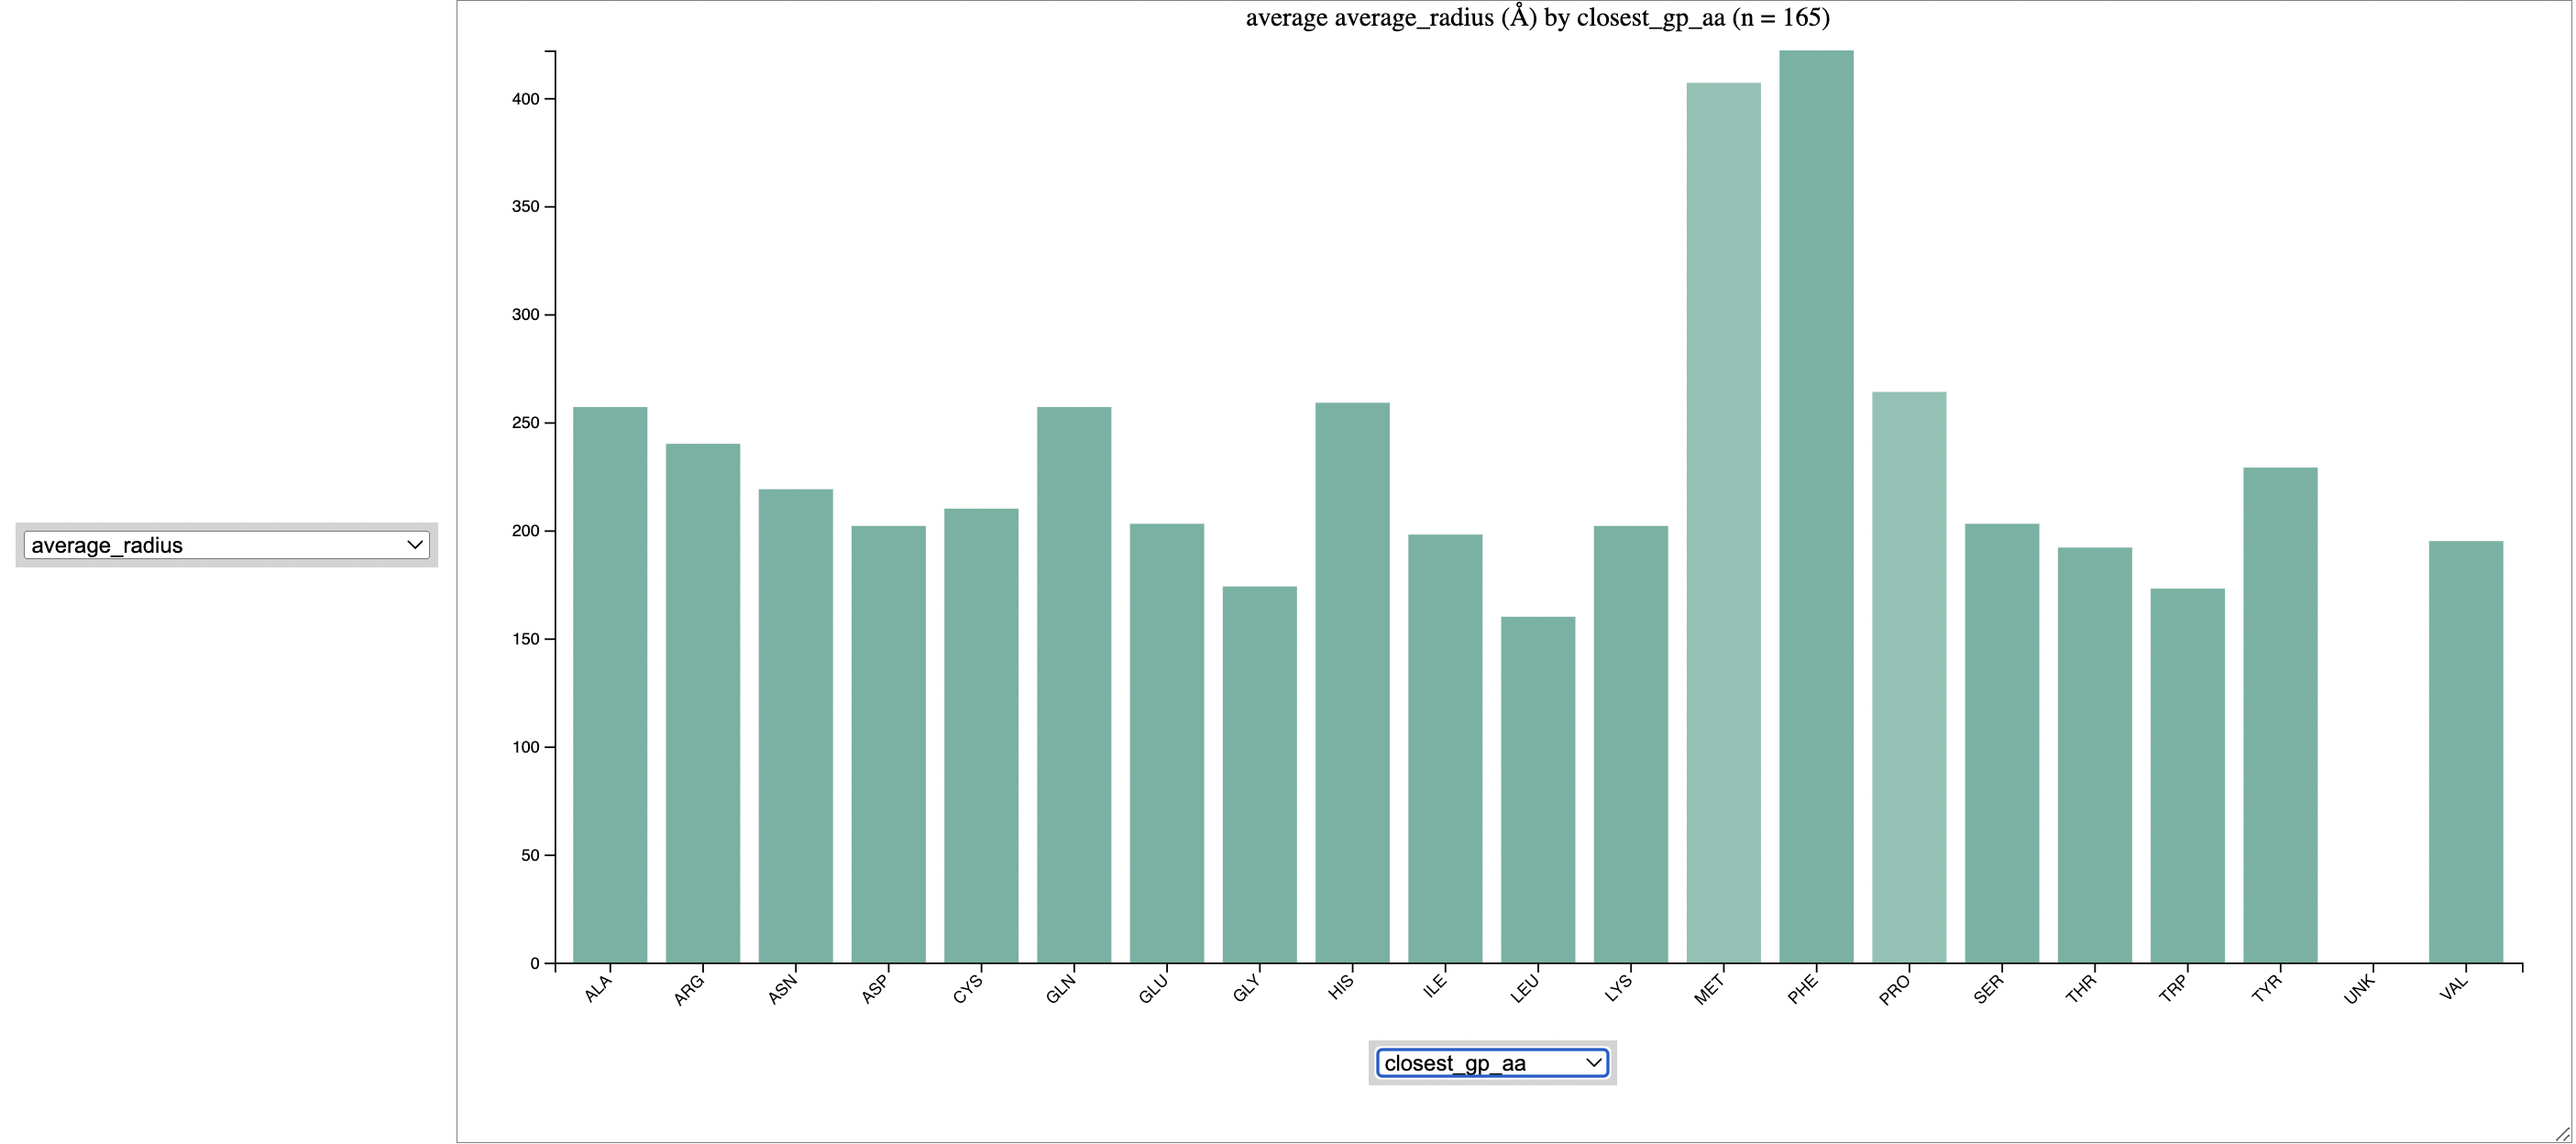 average average_radius (Å) by closest_gp_aa (n = 165)
400
350
300
250
200
150
100
50
0
average_radius
ALA ARG ASN ASP CYS GLN GLU GLY HIS ILE LEU LYS MET PHE PRO SER THR TRP TYR UNK VAL
closest_gp_aa